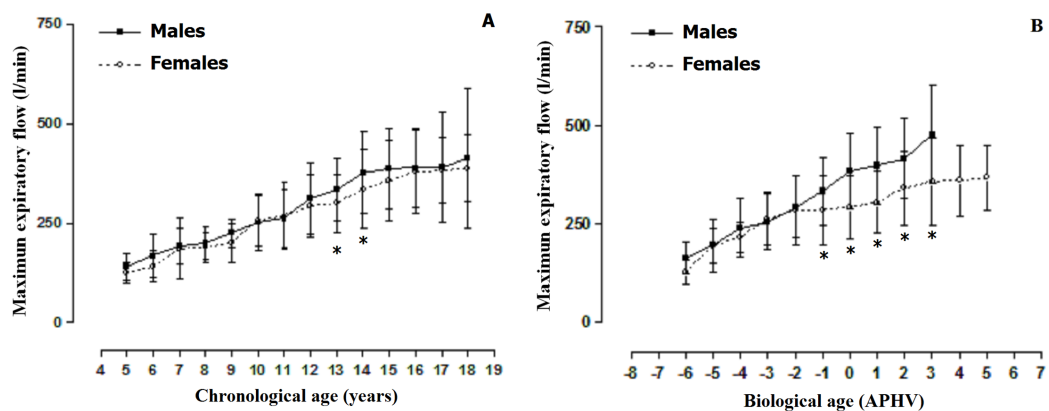 A
Males
Females
Maximun expiratory flow (l/min)
750
500
250
0
* *
4 5 6 7 8 9 10 11 12 13 14 15 16 17 18 19
Chronological age (years)
B
Males
Females
Maximun expiratory flow (l/min)
750
500
250
0
* * * * *
-8 -7 -6 -5 -4 -3 -2 -1 0 1 2 3 4 5 6 7
Biological age (APHV)